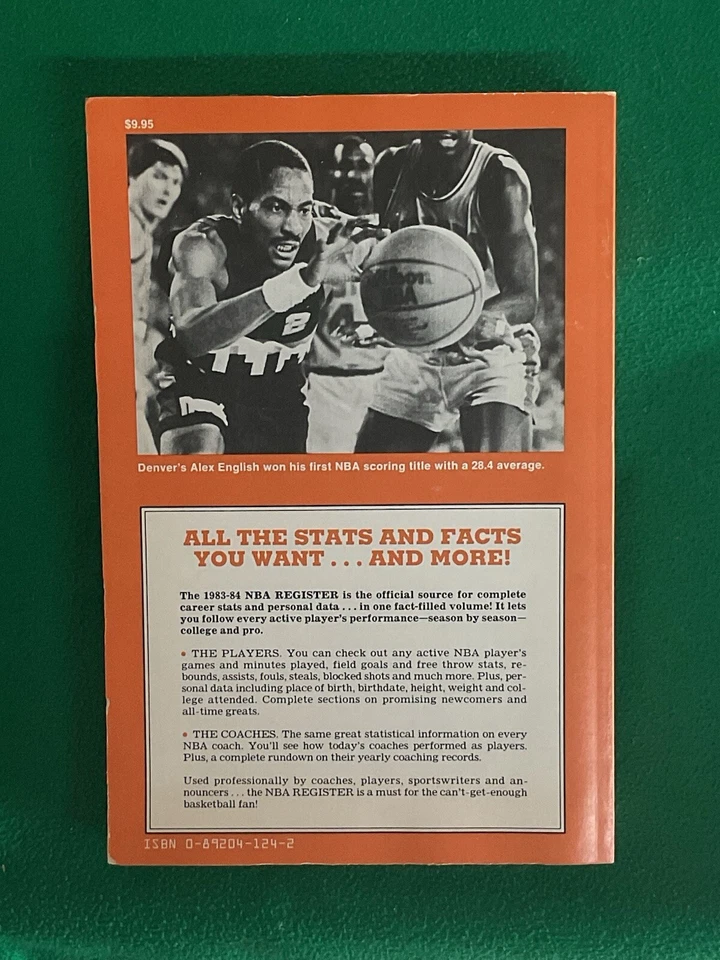 $9.95
2
Wilson
NBA
Denver's Alex English won his first NBA scoring title with a 28.4 average.
ALL THE STATS AND FACTS
YOU WANT . . . AND MORE!
The 1983-84 NBA REGISTER is the official source for complete
career stats and personal data . . . in one fact-filled volume! It lets
you follow every active player's performance—season by season—
college and pro.
• THE PLAYERS. You can check out any active NBA player's
games and minutes played, field goals and free throw stats, re-
bounds, assists, fouls, steals, blocked shots and much more. Plus, per-
sonal data including place of birth, birthdate, height, weight and col-
lege attended. Complete sections on promising newcomers and
all-time greats.
• THE COACHES. The same great statistical information on every
NBA coach. You'll see how today's coaches performed as players.
Plus, a complete rundown on their yearly coaching records.
Used professionally by coaches, players, sportswriters and an-
nouncers . . . the NBA REGISTER is a must for the can't-get-enough
basketball fan!
ISBN 0-89204-124-2